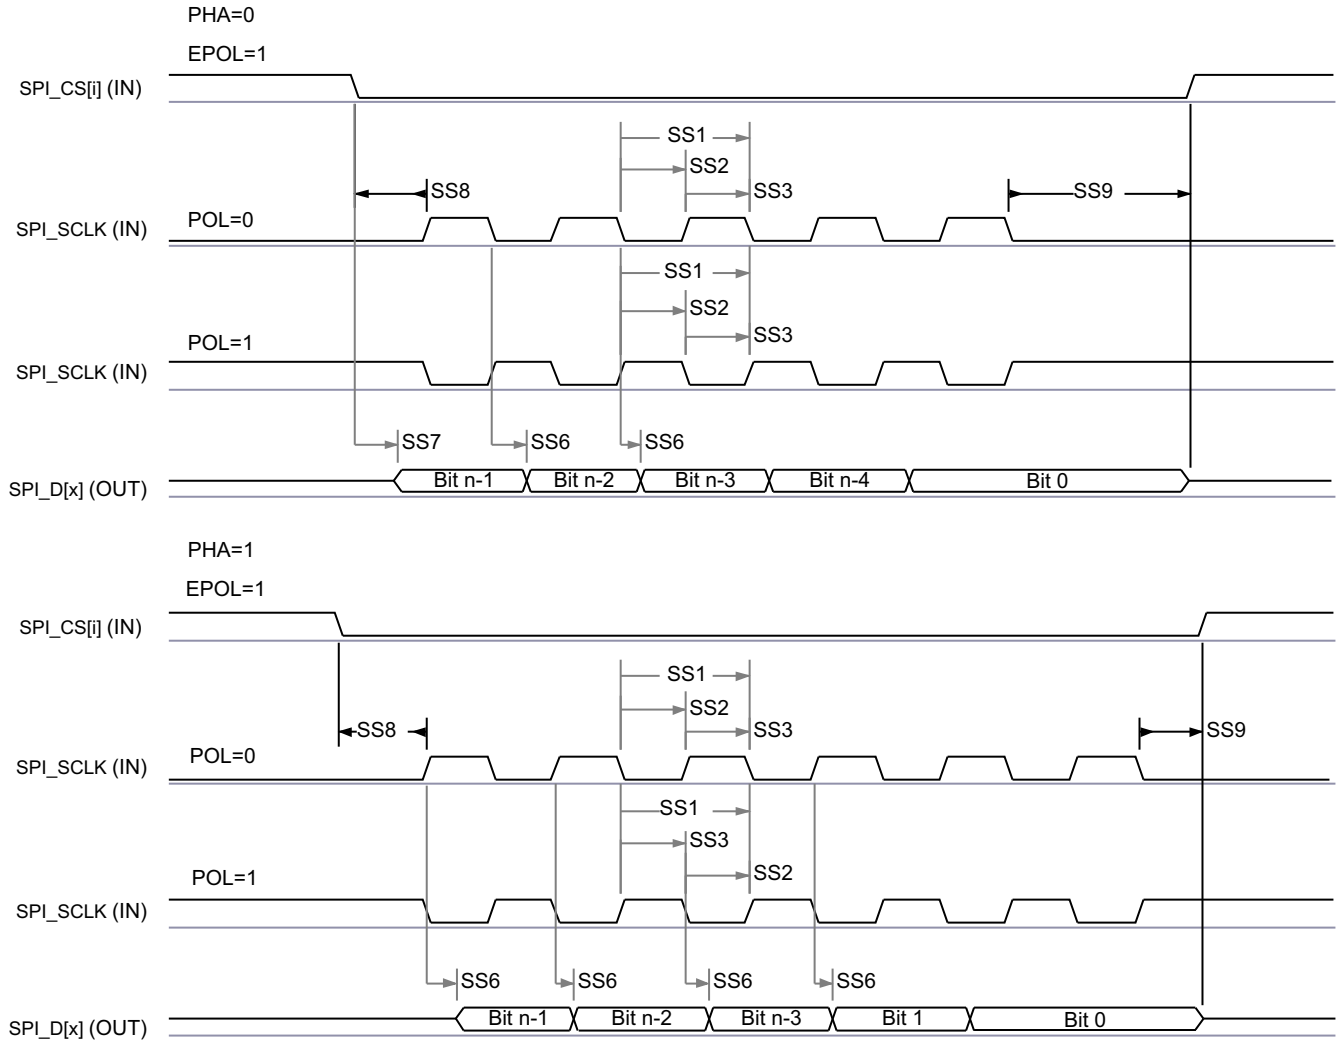 PHA=0
EPOL=1
SPI_CS[i] (IN)
SS1
SS2
SS8
SS3
SS9
POL=0
SPI_SCLK (IN)
SS1
SS2
SS3
POL=1
SPI_SCLK (IN)
SS7 SS6 SS6
SPI_D[x] (OUT) Bit n-1 Bit n-2 Bit n-3 Bit n-4 Bit 0
PHA=1
EPOL=1
SPI_CS[i] (IN)
SS1
SS2
SS8 SS3 SS9
POL=0
SPI_SCLK (IN)
SS1
SS3
SS2
POL=1
SPI_SCLK (IN)
SS6 SS6 SS6 SS6
SPI_D[x] (OUT) Bit n-1 Bit n-2 Bit n-3 Bit 1 Bit 0